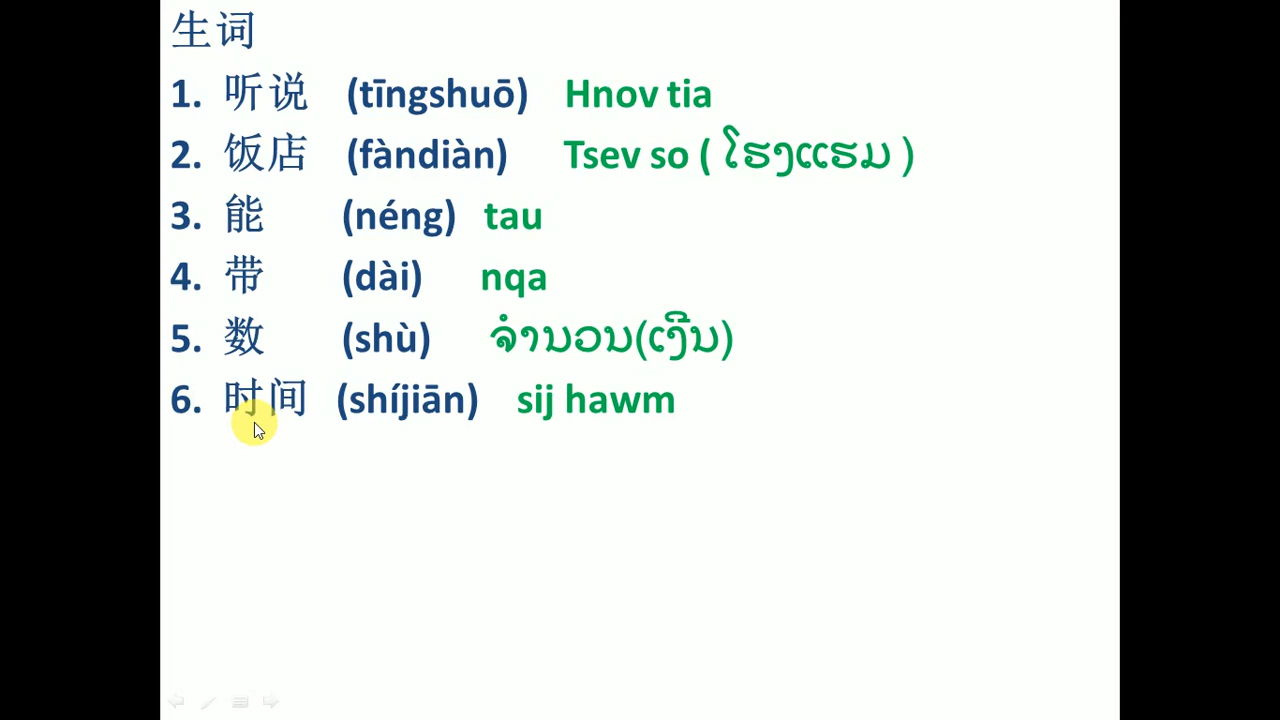 生词
1. 听说 (tīngshuō) Hnov tia
2. 饭店 (fàndiàn) Tsev so ( ໂຮງແຮມ )
3. 能 (néng) tau
4. 带 (dài) nqa
5. 数 (shù) ຈຳນວນ(ເງີນ)
6. 时间 (shíjiān) sij hawm